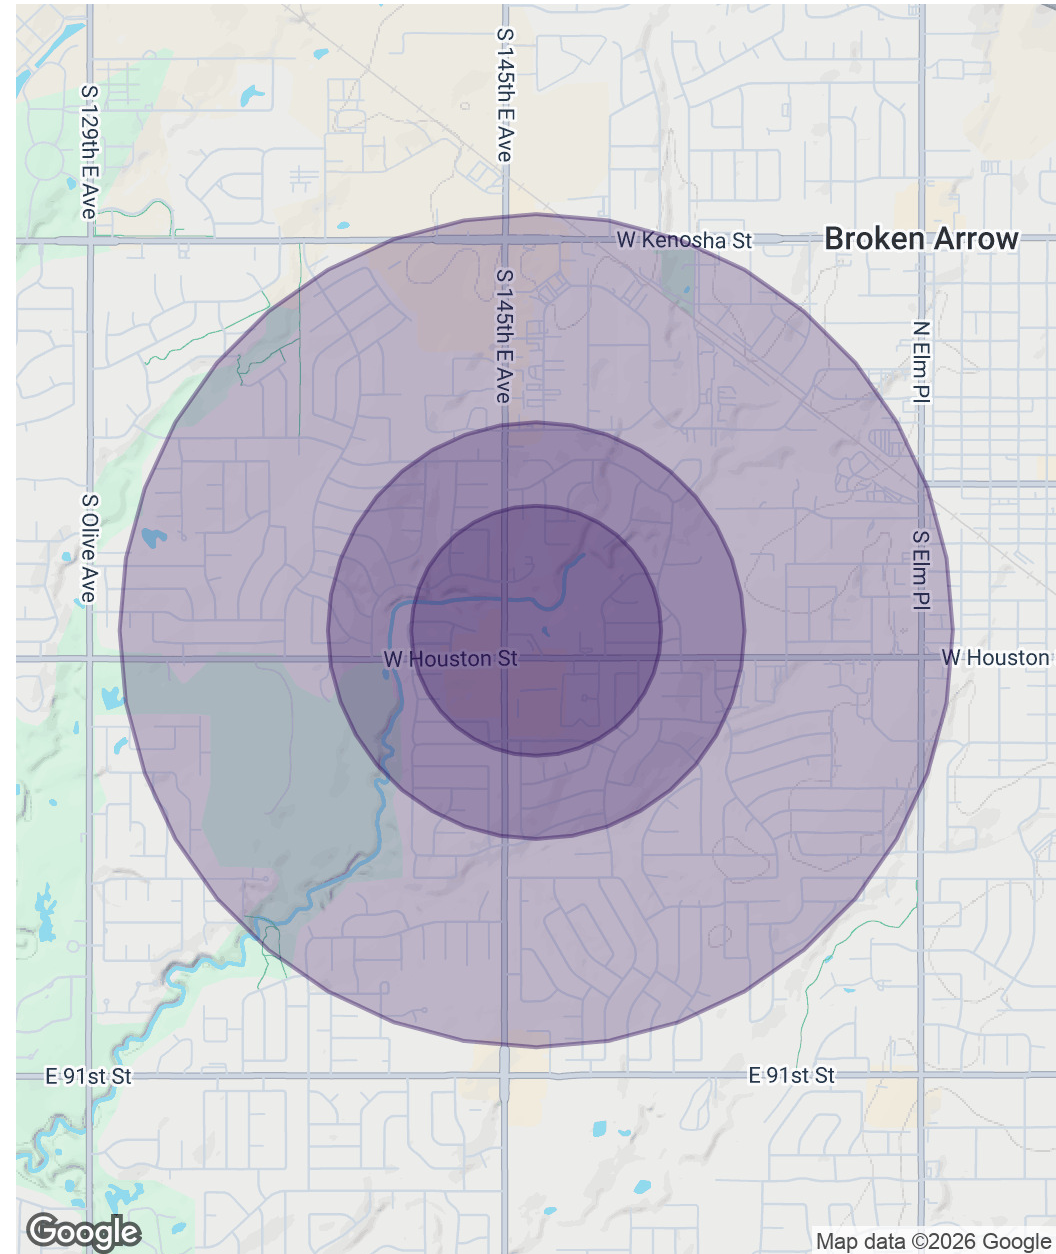 S 145th E Ave
S 129th E Ave
W Kenosha St
Broken Arrow
S 145th E Ave
N Elm Pl
S Olive Ave
S Elm Pl
W Houston St
W Houston
E 91st St
E 91st St
Google
Map data ©2026 Google